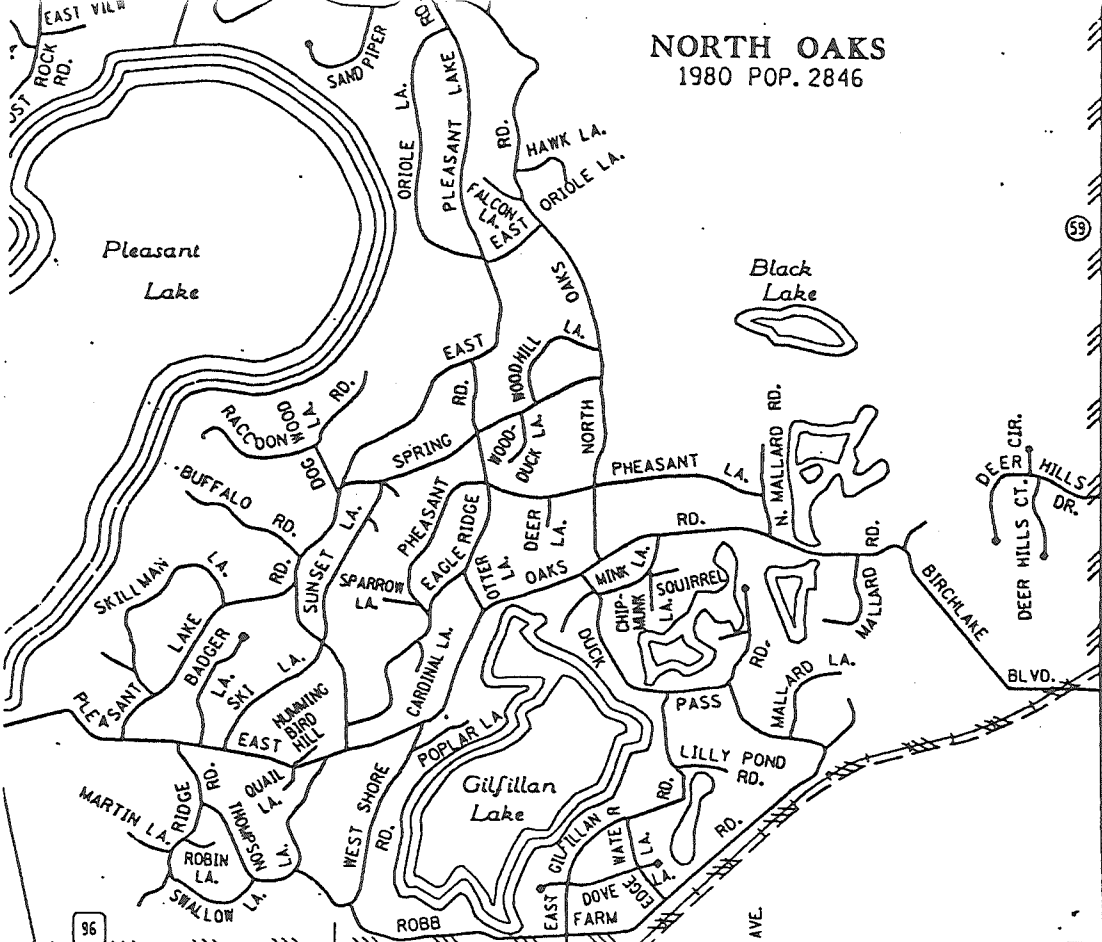 NORTH OAKS
1980 POP. 2846
EAST VIEW
ROCK
RD.
SAND PIPER
RD
ORIOLE LA.
PLEASANT LAKE
RD.
HAWK LA.
ORIOLE LA.
FALCON
LA.
EAST
59
Pleasant
Lake
Black
Lake
OAKS
EAST
RD.
WOODHILL
LA.
RACCOON
WOOD
LA.
RD.
DOG
SPRING
WOOD-
DUCK LA.
NORTH
PHEASANT LA.
N. MALLARD RD.
DEER CIR.
HILLS
DR.
DEER HILLS CT.
BUFFALO
RD.
LA.
PHEASANT
EAGLE RIDGE
DEER
LA.
RD.
RD.
SKILLMAN
LA.
RD.
SUNSET
SPARROW
LA.
OTTER
LA.
OAKS
MINK LA.
SQUIRREL
CHIP-
MUNK
LA.
MALLARD
BIRCHLAKE
BLVD.
LAKE
BADGER
LA.
SKI
LA.
CARDINAL LA.
DUCK
RD.
PASS
MALLARD
LA.
PLEASANT
EAST
HUMMING
BIRD
HILL
POPLAR LA.
LILLY POND
RD.
RD.
QUAIL
LA.
Gilfillan
Lake
MARTIN LA.
RIDGE
THOMPSON
LA.
WEST SHORE
RD.
RD.
GILFILLAN
WATER
EDGE
LA.
LA.
RD.
ROBIN
LA.
SWALLOW LA.
DOVE
EAST
FARM
96
ROBB
AVE.